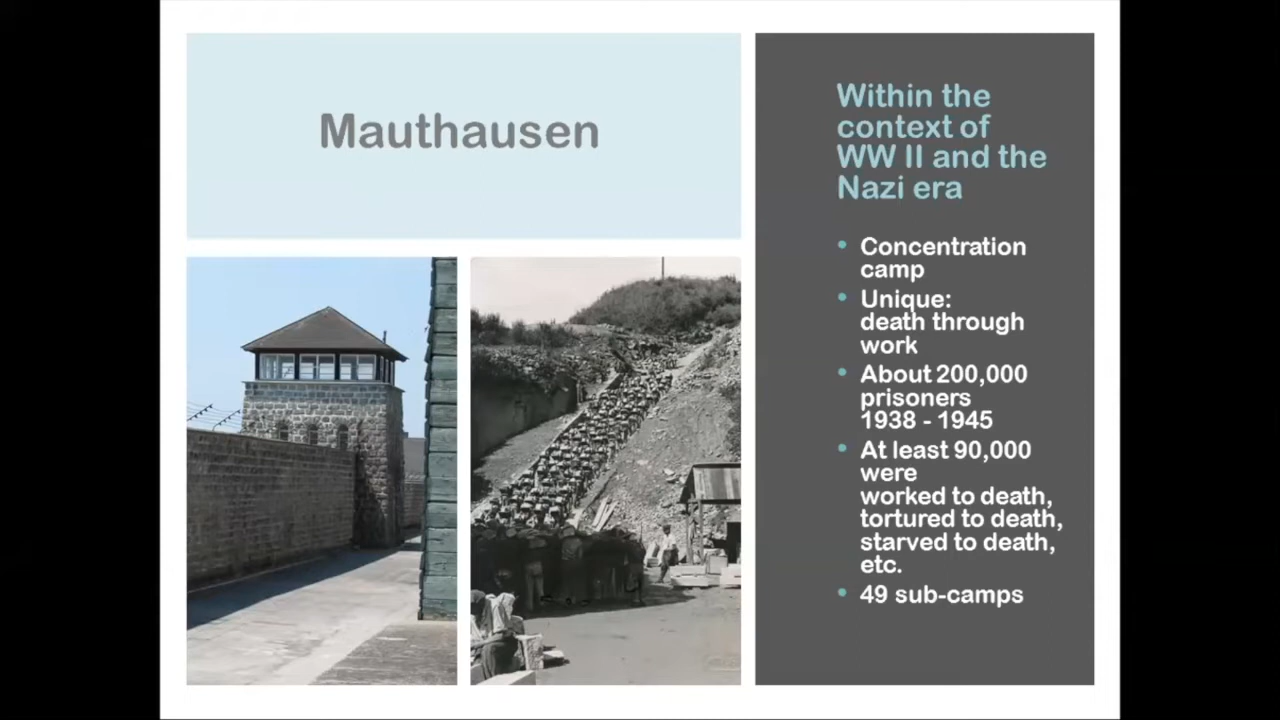 Mauthausen
Within the
context of
WW II and the
Nazi era
• Concentration
camp
• Unique:
death through
work
• About 200,000
prisoners
1938 - 1945
• At least 90,000
were
worked to death,
tortured to death,
starved to death,
etc.
• 49 sub-camps